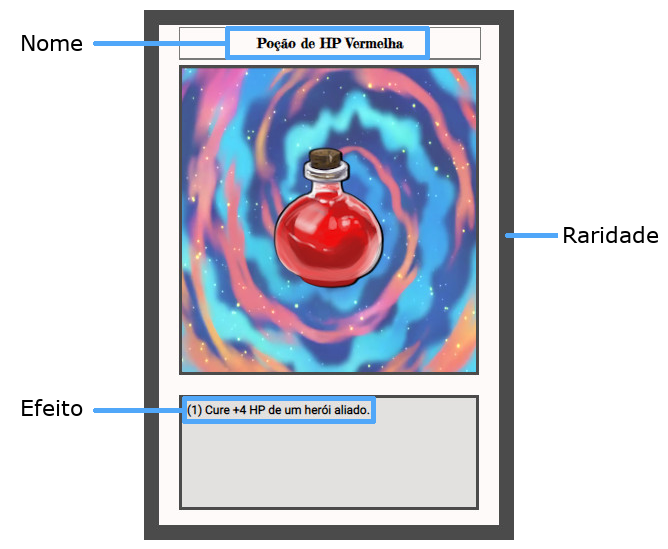 Nome
Poção de HP Vermelha
Raridade
Efeito
(1) Cure +4 HP de um herói aliado.